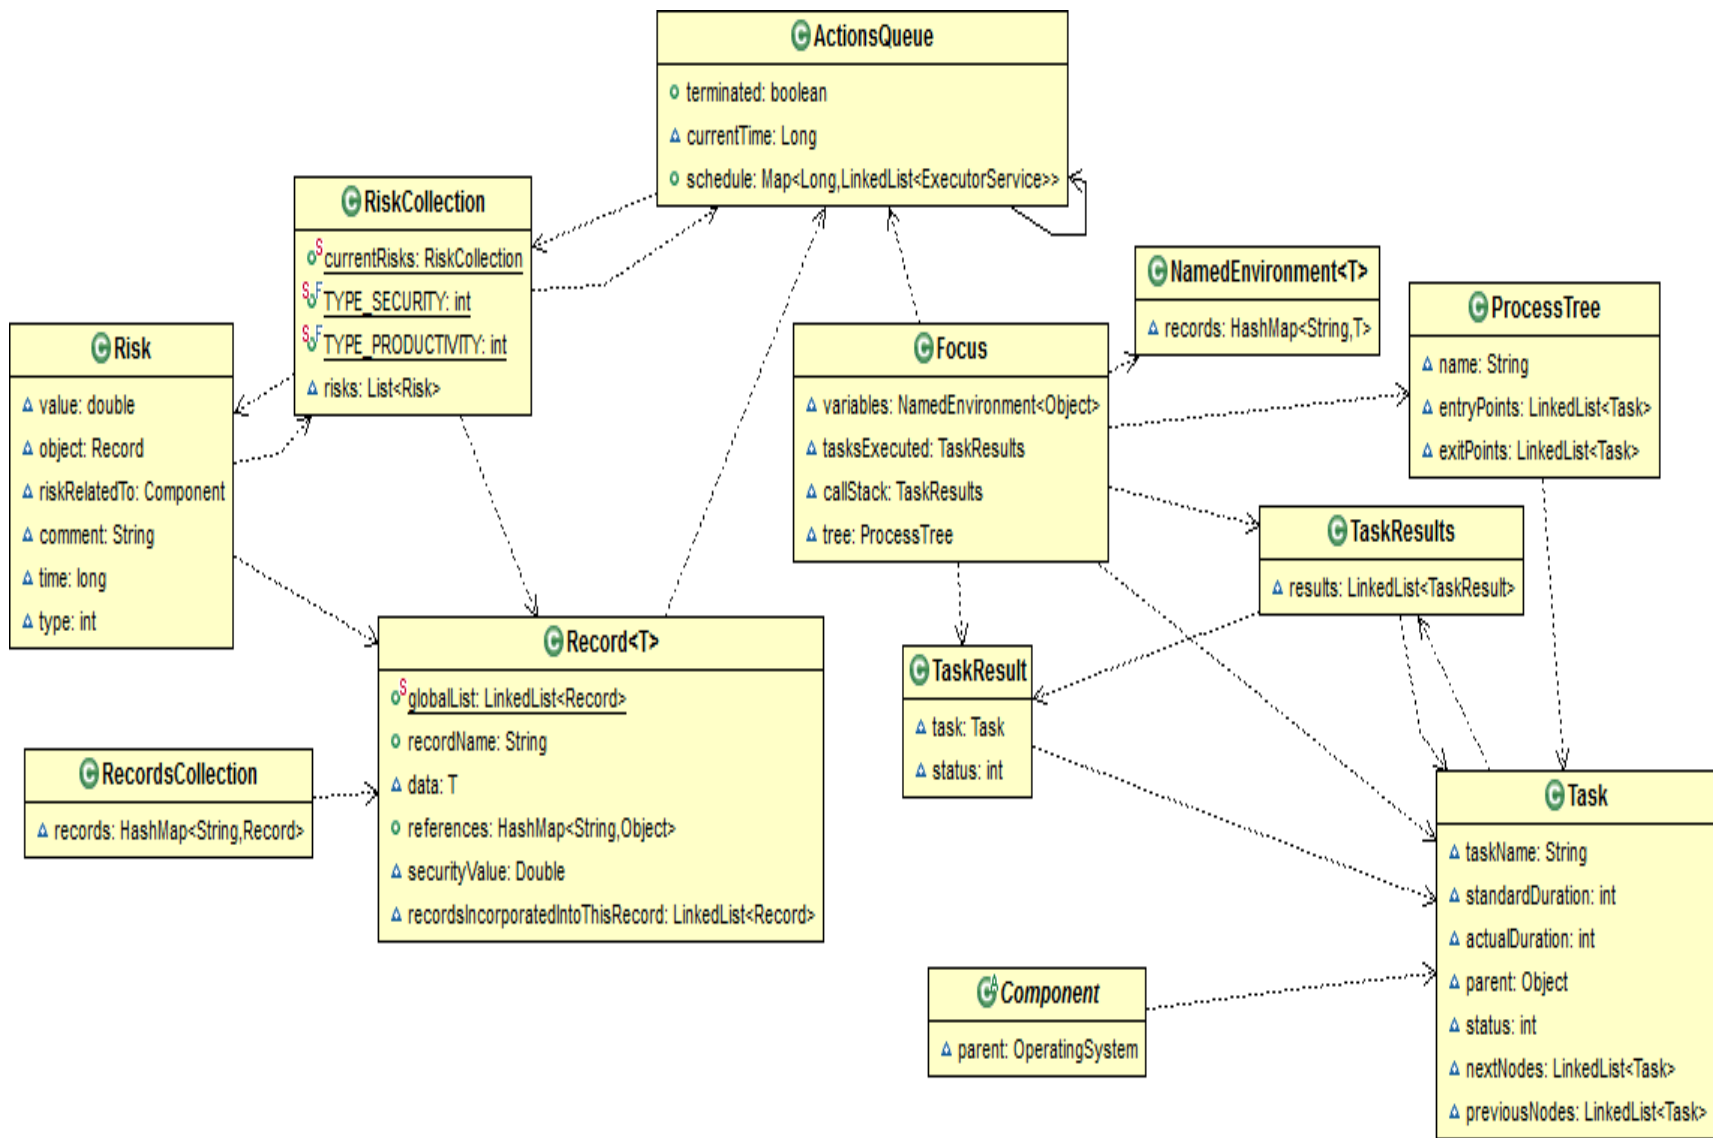 ActionsQueue
terminated: boolean
currentTime: Long
schedule: Map<Long,LinkedList<ExecutorService>>
RiskCollection
currentRisks: RiskCollection
TYPE_SECURITY: int
TYPE_PRODUCTIVITY: int
risks: List<Risk>
NamedEnvironment<T>
records: HashMap<String,T>
ProcessTree
name: String
entryPoints: LinkedList<Task>
exitPoints: LinkedList<Task>
Risk
value: double
object: Record
riskRelatedTo: Component
comment: String
time: long
type: int
Focus
variables: NamedEnvironment<Object>
tasksExecuted: TaskResults
callStack: TaskResults
tree: ProcessTree
TaskResults
results: LinkedList<TaskResult>
Record<T>
globalList: LinkedList<Record>
recordName: String
data: T
references: HashMap<String,Object>
securityValue: Double
recordsIncorporatedIntoThisRecord: LinkedList<Record>
TaskResult
task: Task
status: int
RecordsCollection
records: HashMap<String,Record>
Task
taskName: String
standardDuration: int
actualDuration: int
parent: Object
status: int
nextNodes: LinkedList<Task>
previousNodes: LinkedList<Task>
Component
parent: OperatingSystem